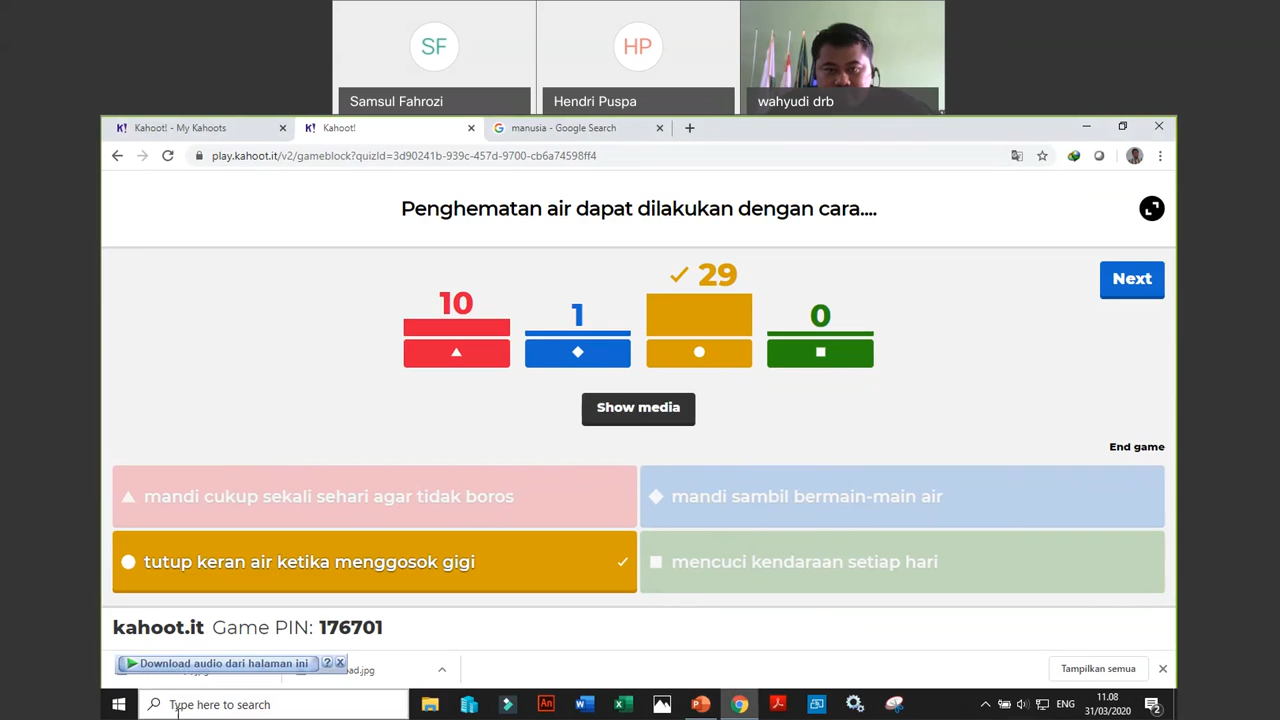 SF
HP
Samsul Fahrozi
Hendri Puspa
wahyudi drb
K! Kahoot! - My Kahoots
K! Kahoot!
G manusia - Google Search
play.kahoot.it/v2/gameblock?quizId=3d90241b-939c-457d-9700-cb6a74598ff4
Penghematan air dapat dilakukan dengan cara....
Next
10
1
29
0
Show media
End game
mandi cukup sekali sehari agar tidak boros
mandi sambil bermain-main air
tutup keran air ketika menggosok gigi
mencuci kendaraan setiap hari
kahoot.it Game PIN: 176701
Download audio dari halaman ini ?
ad.jpg
Tampilkan semua
Type here to search
An
ENG
11.08
31/03/2020
2